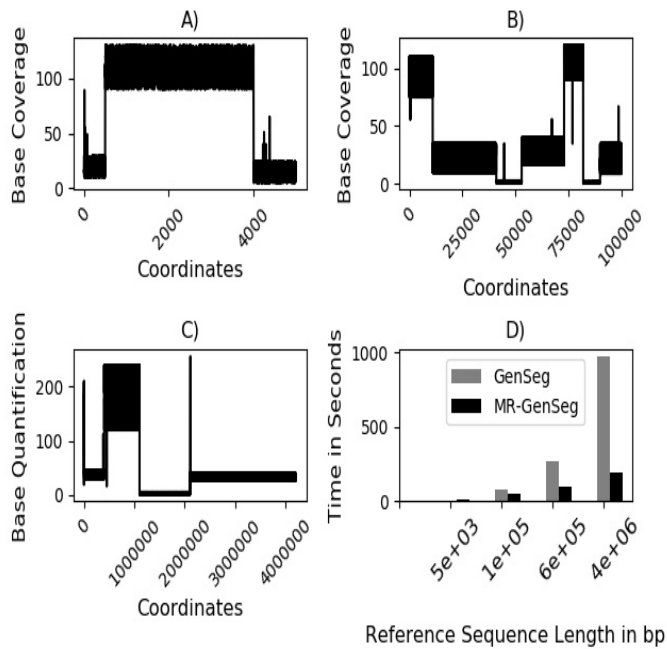 A)
Base Coverage
100
50
0
0
2000
4000
Coordinates
B)
Base Coverage
100
50
0
0
25000
50000
75000
100000
Coordinates
C)
Base Quantification
200
100
0
0
1000000
2000000
3000000
4000000
Coordinates
D)
Time in Seconds
1000
500
0
GenSeg
MR-GenSeg
5e+03
1e+05
6e+05
4e+06
Reference Sequence Length in bp